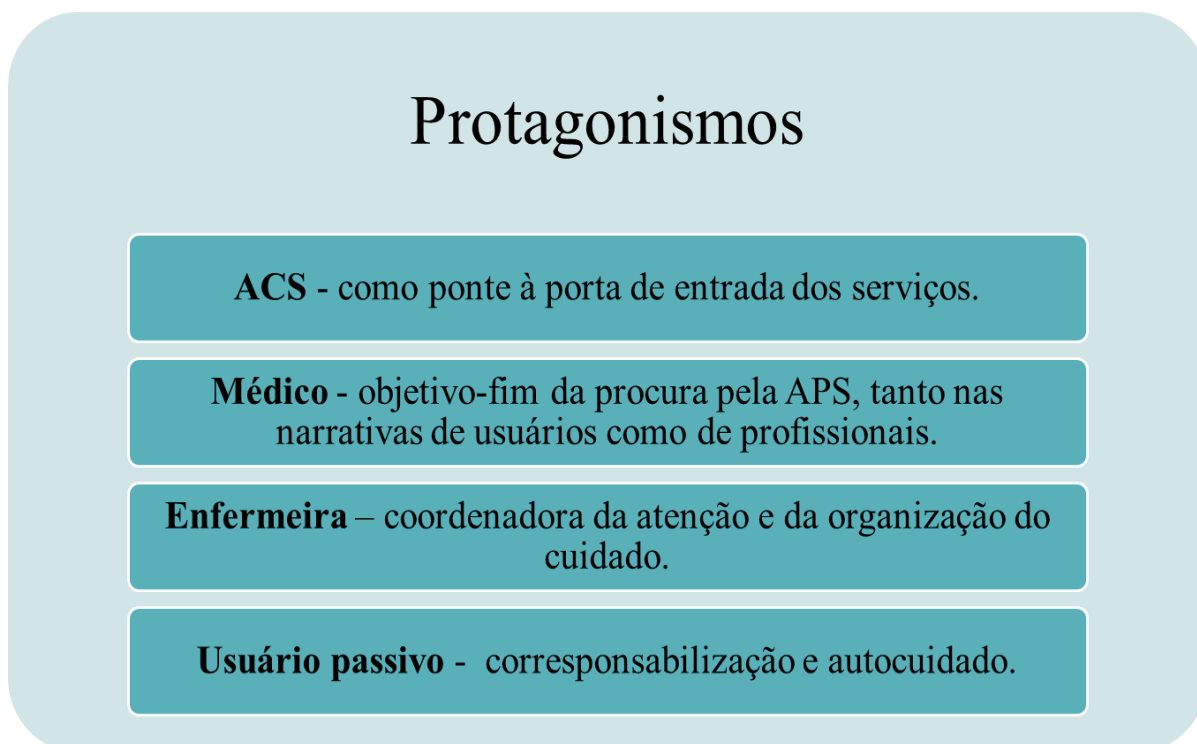 Protagonismos
ACS - como ponte à porta de entrada dos serviços.
Médico - objetivo-fim da procura pela APS, tanto nas
narrativas de usuários como de profissionais.
Enfermeira – coordenadora da atenção e da organização do
cuidado.
Usuário passivo - corresponsabilização e autocuidado.